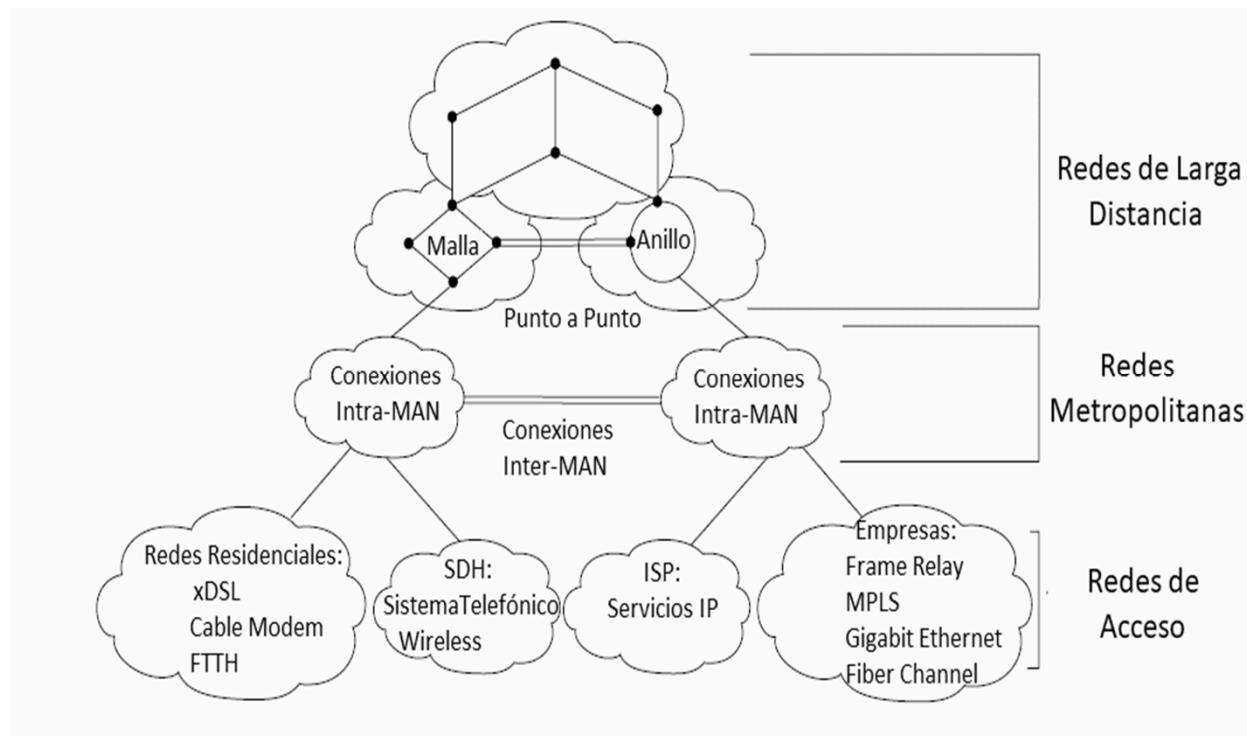 Redes de Larga
Distancia
Malla
Anillo
Punto a Punto
Conexiones
Intra-MAN
Conexiones
Intra-MAN
Conexiones
Inter-MAN
Redes
Metropolitanas
Redes Residenciales:
xDSL
Cable Modem
FTTH
SDH:
SistemaTelefónico
Wireless
ISP:
Servicios IP
Empresas:
Frame Relay
MPLS
Gigabit Ethernet
Fiber Channel
Redes de
Acceso